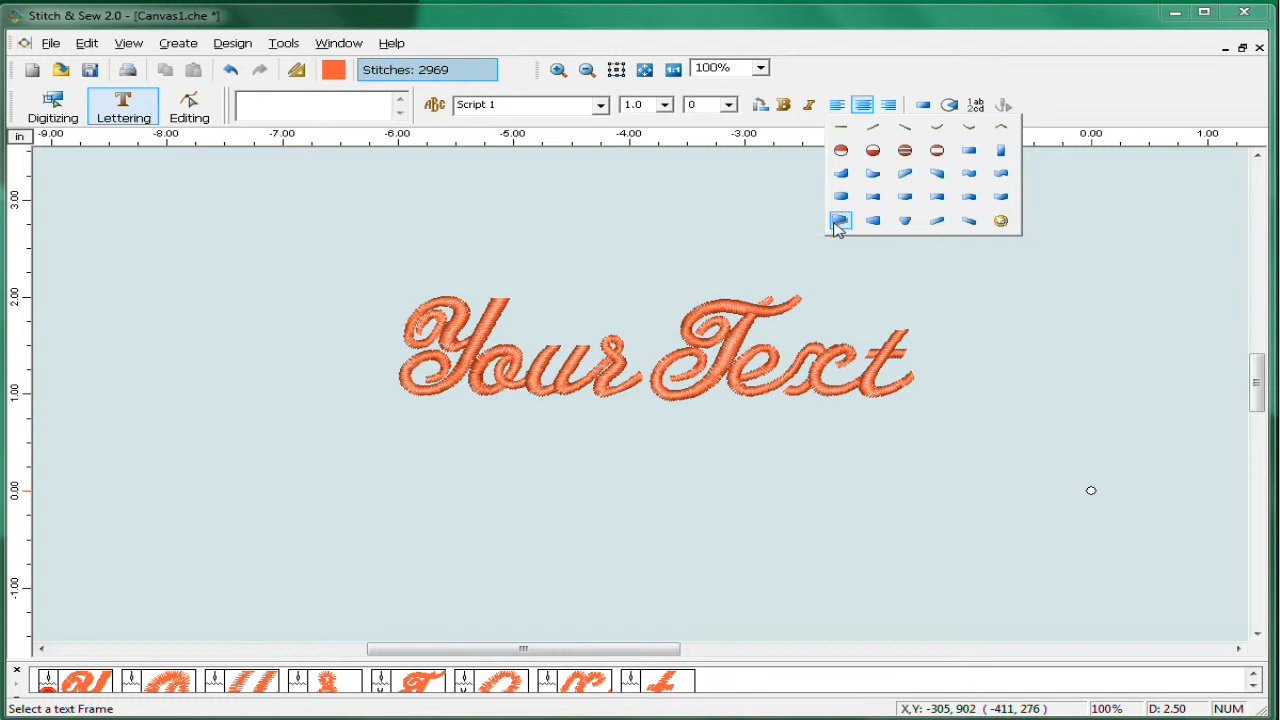 Stitch & Sew 2.0 - [Canvas1.che *]
File Edit View Create Design Tools Window Help
Stitches: 2969 100%
Digitizing Lettering Editing ABC Script 1 1.0 0 B I 1ab 2cd
in -9.00 -8.00 -7.00 -6.00 -5.00 -4.00 -3.00 0.00 1.00
3.00
2.00
1.00
0.00
-1.00
Your Text
Y o u r T e x t
Select a text Frame X,Y: -305, 902 ( -411, 276 ) 100% D: 2.50 NUM